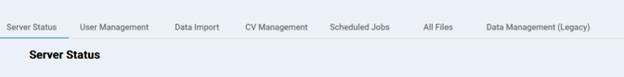 Server Status User Management Data Import CV Management Scheduled Jobs All Files Data Management (Legacy)
Server Status